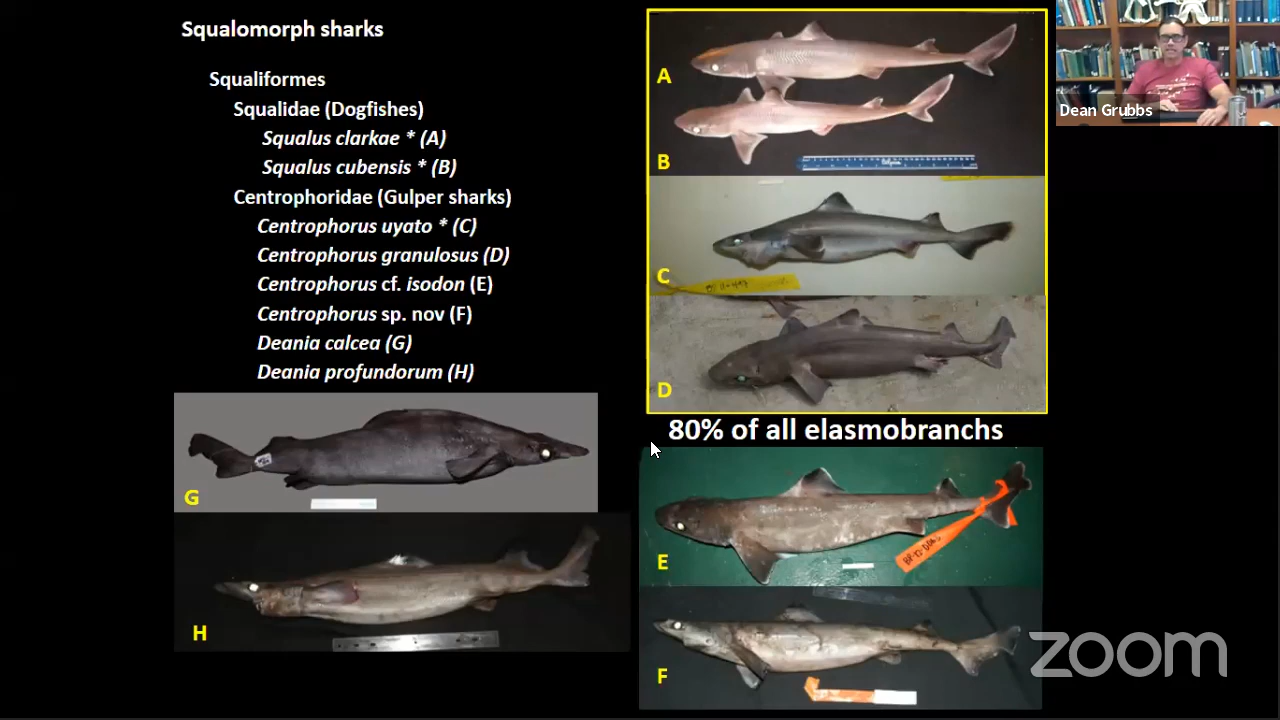 Squalomorph sharks
Squaliformes
Squalidae (Dogfishes)
Squalus clarkae * (A)
Squalus cubensis * (B)
Centrophoridae (Gulper sharks)
Centrophorus uyato * (C)
Centrophorus granulosus (D)
Centrophorus cf. isodon (E)
Centrophorus sp. nov (F)
Deania calcea (G)
Deania profundorum (H)
A
B
C
D
80% of all elasmobranchs
G
H
E
F
Dean Grubbs
zoom